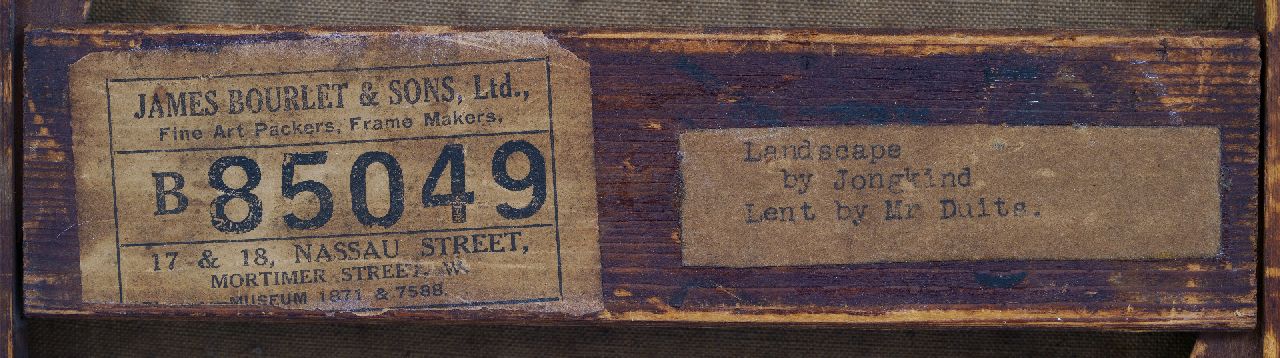 JAMES BOURLET & SONS, Ltd.,
Fine Art Packers, Frame Makers,
B 85049
17 & 18, NASSAU STREET,
MORTIMER STREET, W.
MUSEUM 1871 & 7588.
Landscape
by Jongkind
Lent by Mr Duits.